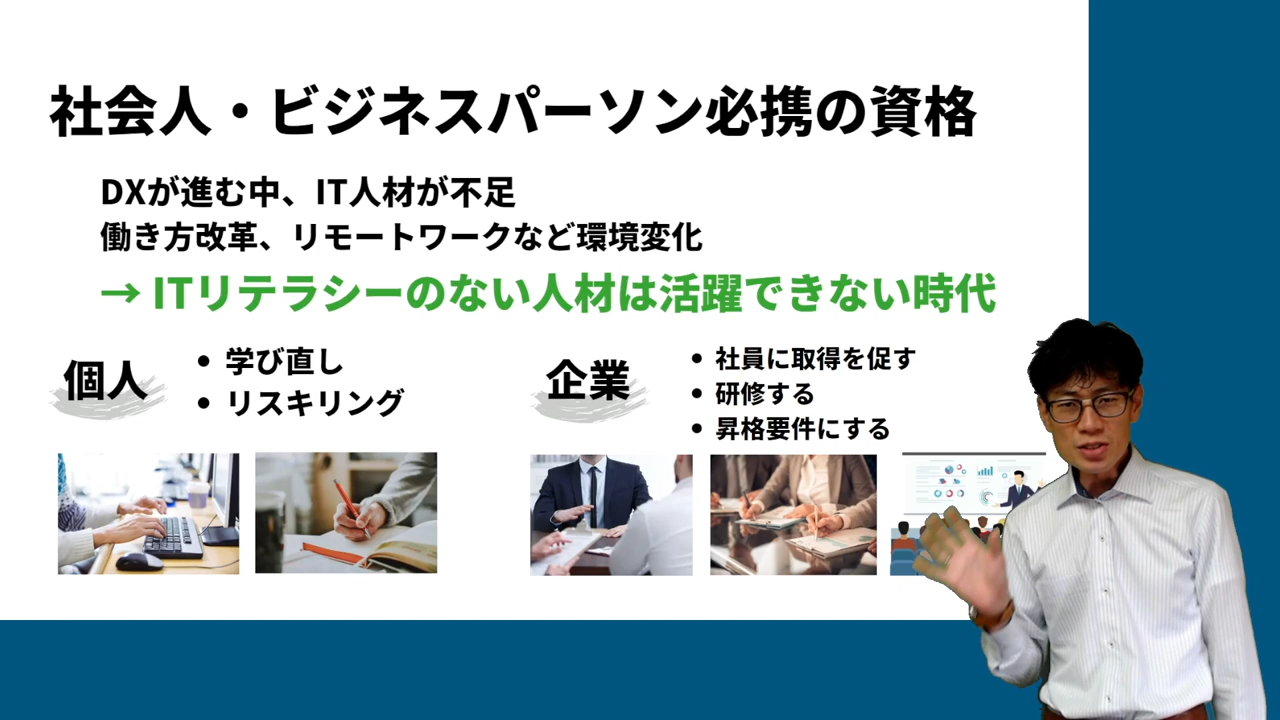 社会人・ビジネスパーソン必携の資格
DXが進む中、IT人材が不足
働き方改革、リモートワークなど環境変化
→ ITリテラシーのない人材は活躍できない時代
個人
• 学び直し
• リスキリング
企業
• 社員に取得を促す
• 研修する
• 昇格要件にする